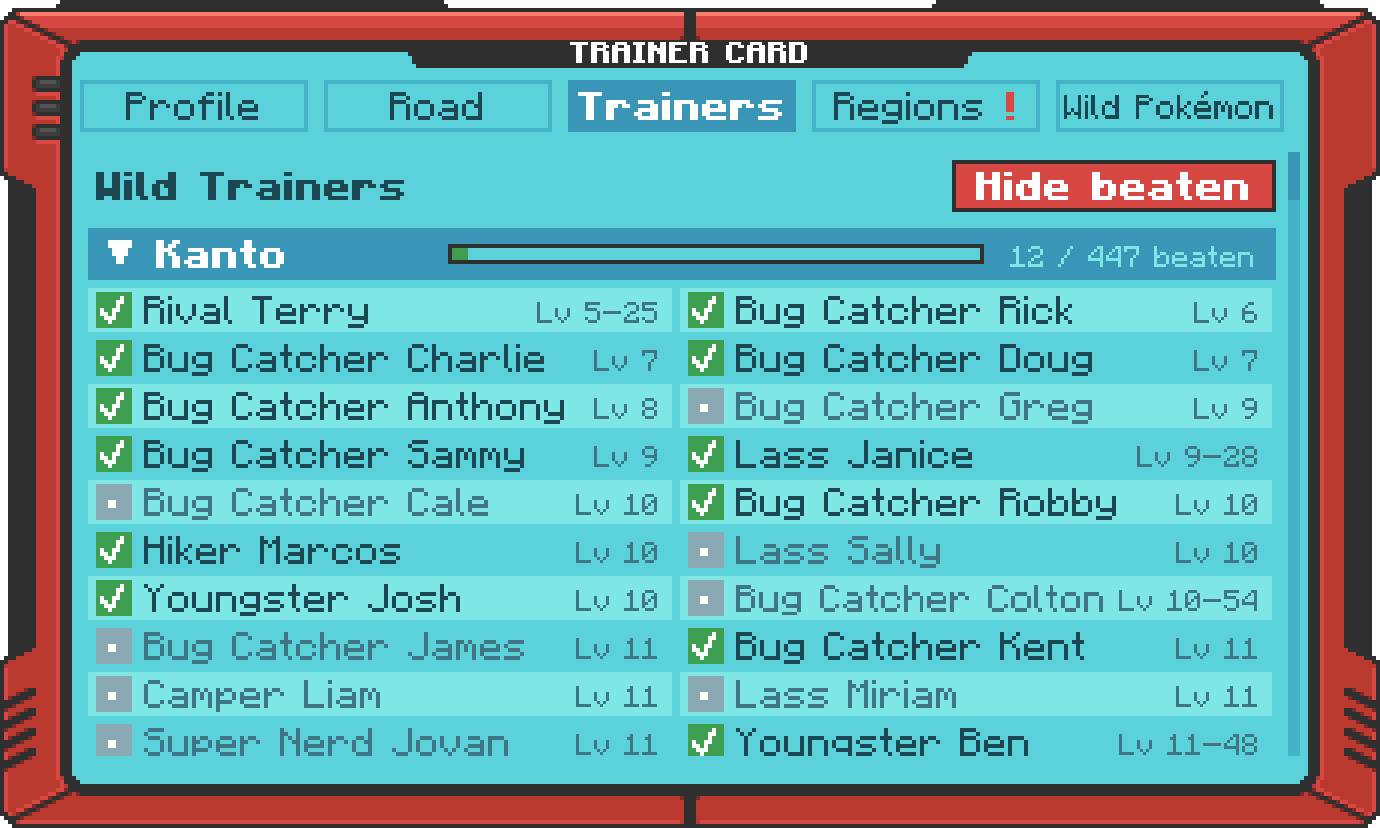 TRAINER CARD
Profile Road Trainers Regions ! Wild Pokémon
Wild Trainers Hide beaten
▼ Kanto 12 / 447 beaten
Rival Terry Lv 5–25 Bug Catcher Rick Lv 6
Bug Catcher Charlie Lv 7 Bug Catcher Doug Lv 7
Bug Catcher Anthony Lv 8 Bug Catcher Greg Lv 9
Bug Catcher Sammy Lv 9 Lass Janice Lv 9–28
Bug Catcher Cale Lv 10 Bug Catcher Robby Lv 10
Hiker Marcos Lv 10 Lass Sally Lv 10
Youngster Josh Lv 10 Bug Catcher Colton Lv 10–54
Bug Catcher James Lv 11 Bug Catcher Kent Lv 11
Camper Liam Lv 11 Lass Miriam Lv 11
Super Nerd Jovan Lv 11 Youngster Ben Lv 11–48